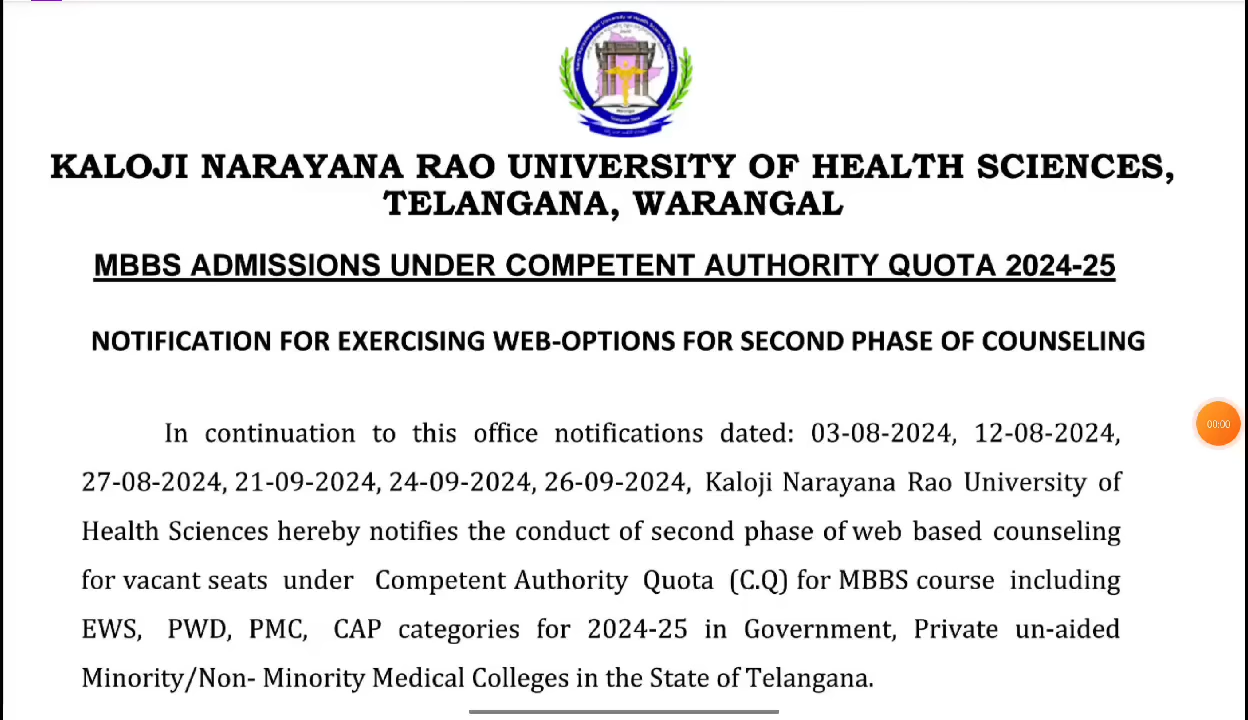 KALOJI NARAYANA RAO UNIVERSITY OF HEALTH SCIENCES,
TELANGANA, WARANGAL
MBBS ADMISSIONS UNDER COMPETENT AUTHORITY QUOTA 2024-25
NOTIFICATION FOR EXERCISING WEB-OPTIONS FOR SECOND PHASE OF COUNSELING
In continuation to this office notifications dated: 03-08-2024, 12-08-2024,
27-08-2024, 21-09-2024, 24-09-2024, 26-09-2024, Kaloji Narayana Rao University of
Health Sciences hereby notifies the conduct of second phase of web based counseling
for vacant seats under Competent Authority Quota (C.Q) for MBBS course including
EWS, PWD, PMC, CAP categories for 2024-25 in Government, Private un-aided
Minority/Non- Minority Medical Colleges in the State of Telangana.
00:00